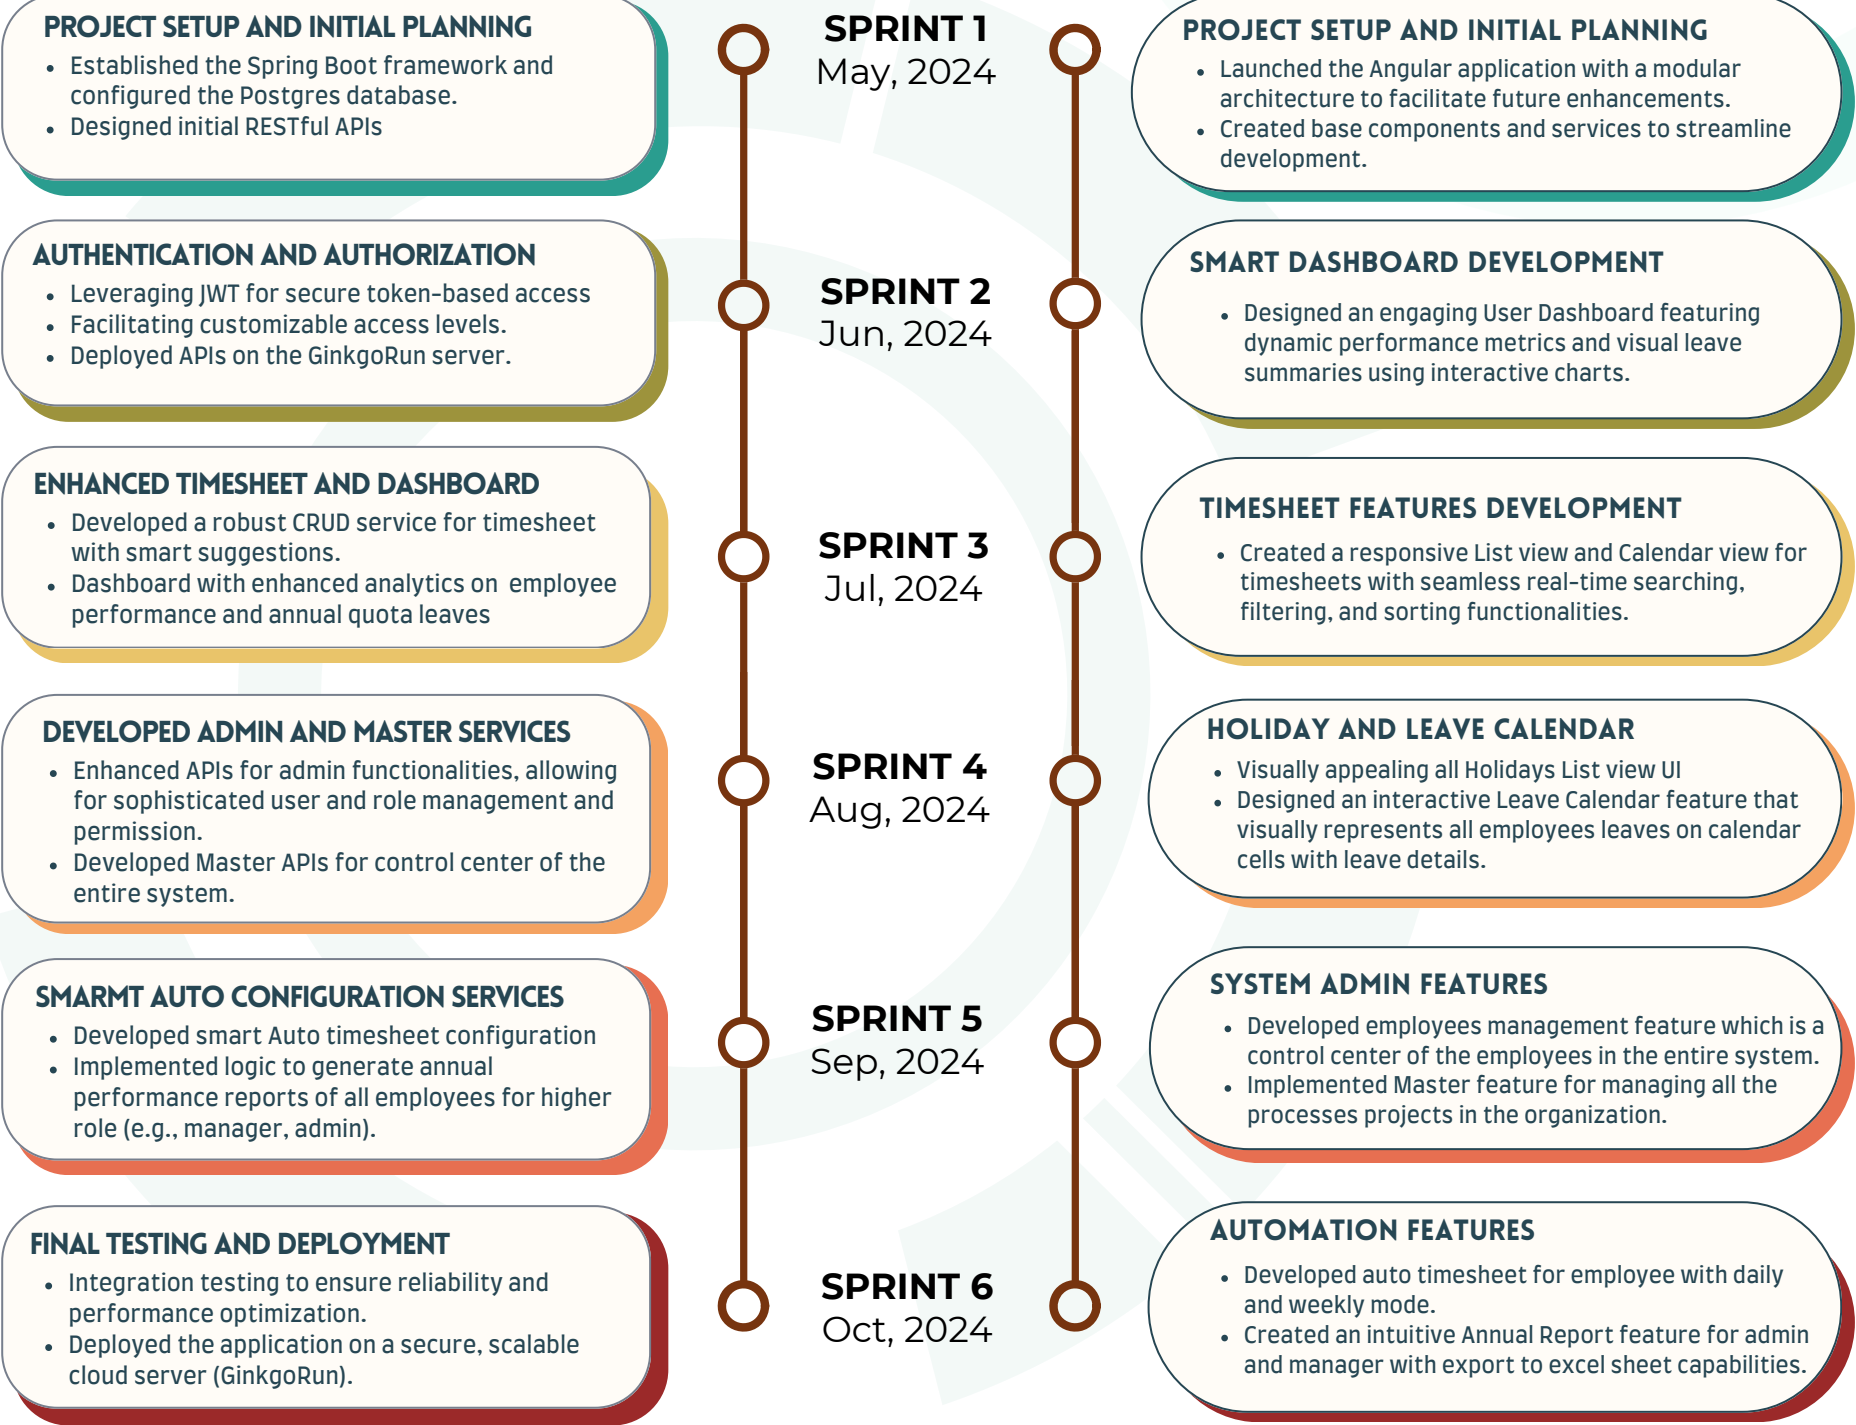 PROJECT SETUP AND INITIAL PLANNING
• Established the Spring Boot framework and
configured the Postgres database.
• Designed initial RESTful APIs
SPRINT 1
May, 2024
PROJECT SETUP AND INITIAL PLANNING
• Launched the Angular application with a modular
architecture to facilitate future enhancements.
• Created base components and services to streamline
development.
AUTHENTICATION AND AUTHORIZATION
• Leveraging JWT for secure token-based access
• Facilitating customizable access levels.
• Deployed APIs on the GinkgoRun server.
SPRINT 2
Jun, 2024
SMART DASHBOARD DEVELOPMENT
• Designed an engaging User Dashboard featuring
dynamic performance metrics and visual leave
summaries using interactive charts.
ENHANCED TIMESHEET AND DASHBOARD
• Developed a robust CRUD service for timesheet
with smart suggestions.
• Dashboard with enhanced analytics on employee
performance and annual quota leaves
SPRINT 3
Jul, 2024
TIMESHEET FEATURES DEVELOPMENT
• Created a responsive List view and Calendar view for
timesheets with seamless real-time searching,
filtering, and sorting functionalities.
DEVELOPED ADMIN AND MASTER SERVICES
• Enhanced APIs for admin functionalities, allowing
for sophisticated user and role management and
permission.
• Developed Master APIs for control center of the
entire system.
SPRINT 4
Aug, 2024
HOLIDAY AND LEAVE CALENDAR
• Visually appealing all Holidays List view UI
• Designed an interactive Leave Calendar feature that
visually represents all employees leaves on calendar
cells with leave details.
SMARMT AUTO CONFIGURATION SERVICES
• Developed smart Auto timesheet configuration
• Implemented logic to generate annual
performance reports of all employees for higher
role (e.g., manager, admin).
SPRINT 5
Sep, 2024
SYSTEM ADMIN FEATURES
• Developed employees management feature which is a
control center of the employees in the entire system.
• Implemented Master feature for managing all the
processes projects in the organization.
FINAL TESTING AND DEPLOYMENT
• Integration testing to ensure reliability and
performance optimization.
• Deployed the application on a secure, scalable
cloud server (GinkgoRun).
SPRINT 6
Oct, 2024
AUTOMATION FEATURES
• Developed auto timesheet for employee with daily
and weekly mode.
• Created an intuitive Annual Report feature for admin
and manager with export to excel sheet capabilities.